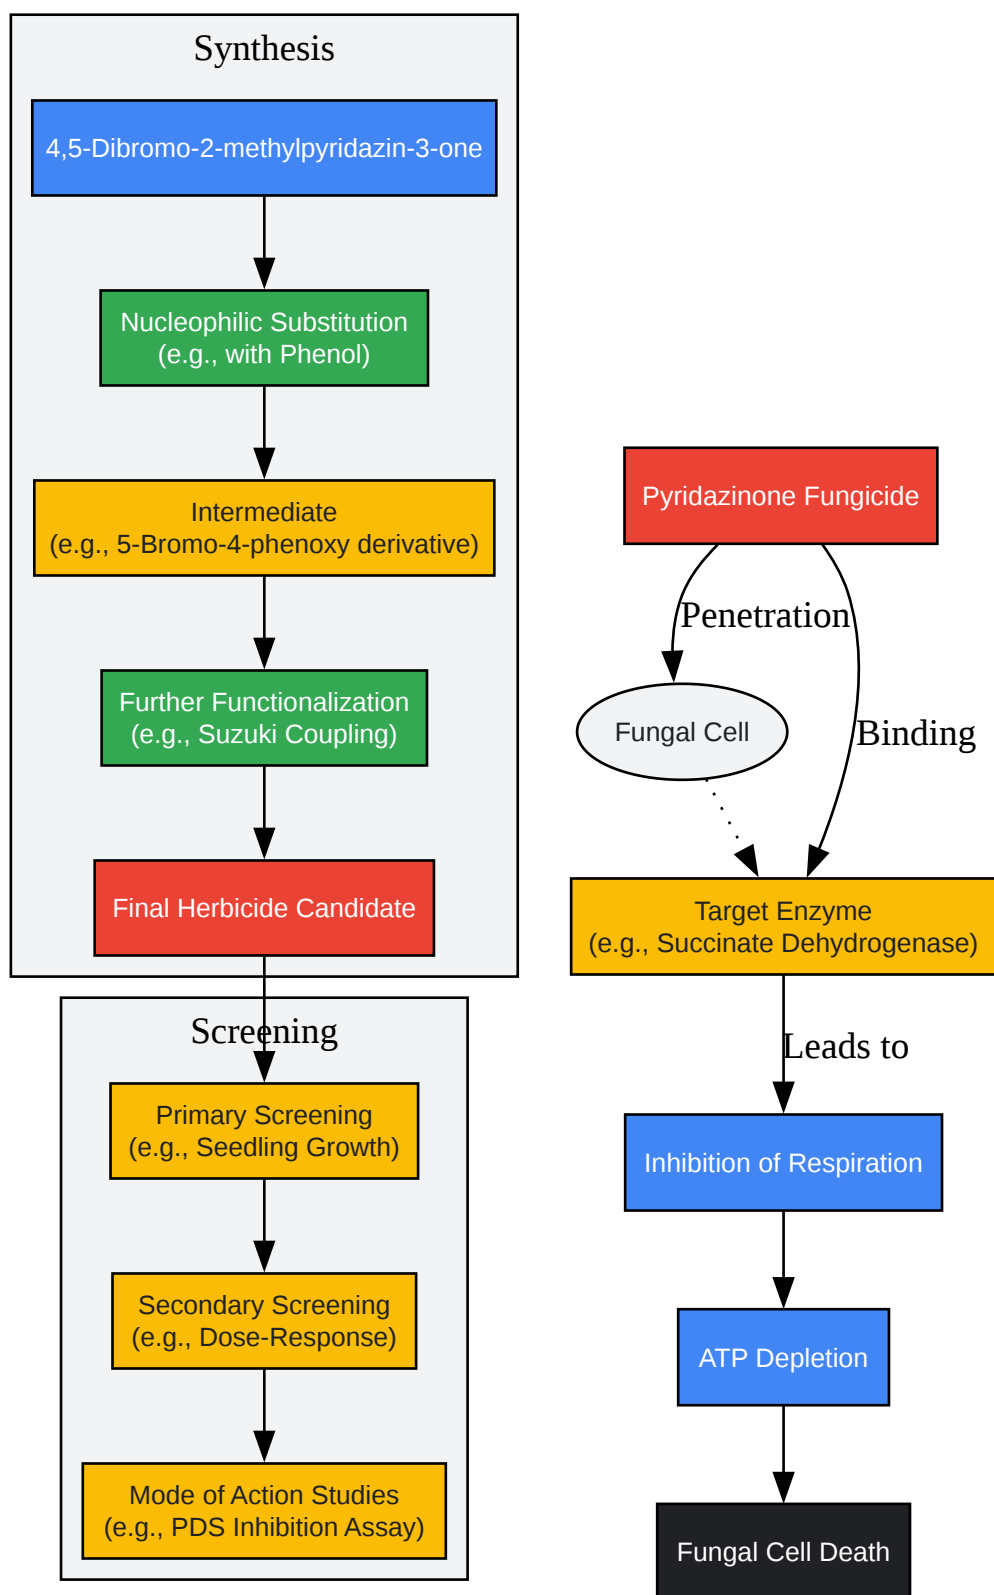 Synthesis
4,5-Dibromo-2-methylpyridazin-3-one
Nucleophilic Substitution
(e.g., with Phenol)
Intermediate
(e.g., 5-Bromo-4-phenoxy derivative)
Further Functionalization
(e.g., Suzuki Coupling)
Final Herbicide Candidate
Screening
Primary Screening
(e.g., Seedling Growth)
Secondary Screening
(e.g., Dose-Response)
Mode of Action Studies
(e.g., PDS Inhibition Assay)
Pyridazinone Fungicide
Penetration
Fungal Cell
Binding
Target Enzyme
(e.g., Succinate Dehydrogenase)
Leads to
Inhibition of Respiration
ATP Depletion
Fungal Cell Death